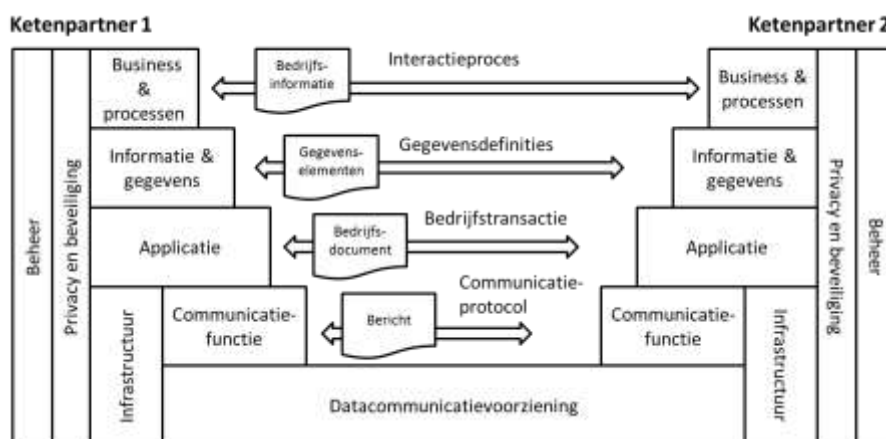 Ketenpartner 1
Ketenpartner 2
Beheer
Privacy en beveiliging
Business
&
processen
Bedrijfs-
informatie
Interactieproces
Business &
processen
Informatie &
gegevens
Gegevens-
elementen
Gegevensdefinities
Informatie &
gegevens
Applicatie
Bedrijfs-
document
Bedrijfstransactie
Applicatie
Infrastructuur
Communicatie-
functie
Bericht
Communicatie-
protocol
Communicatie-
functie
Infrastructuur
Privacy en beveiliging
Beheer
Datacommunicatievoorziening